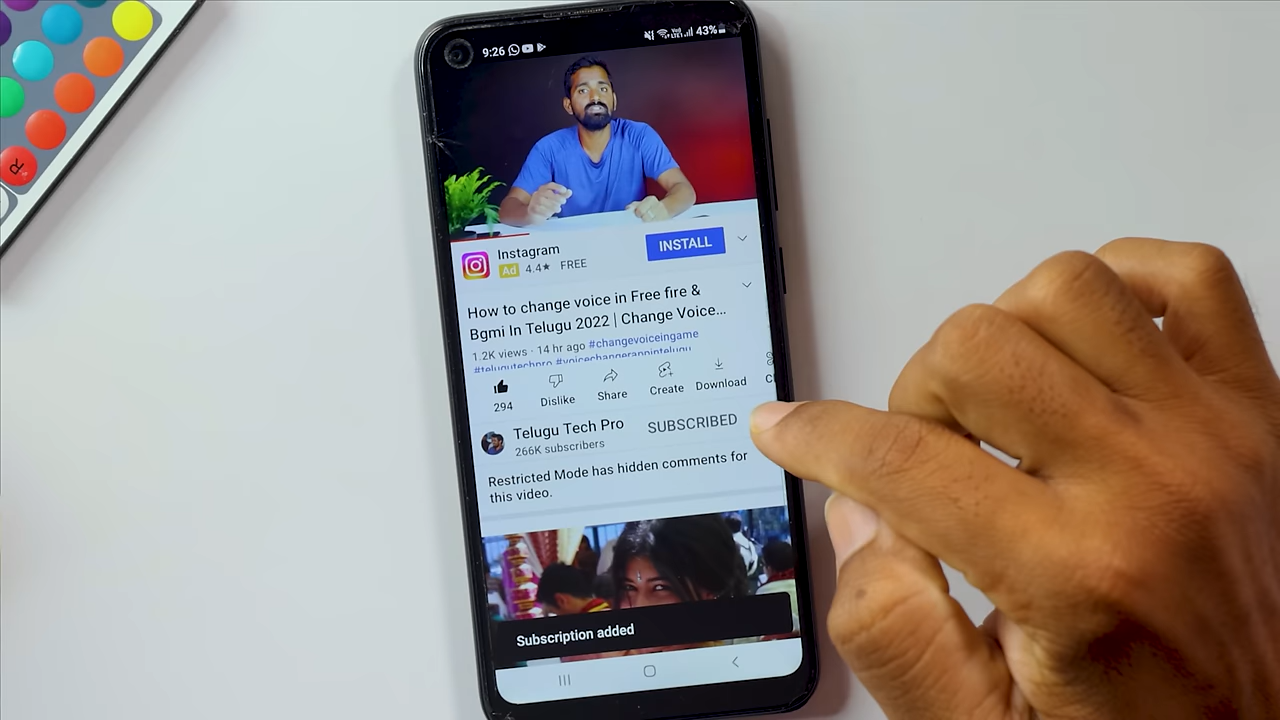 9:26
43%
Instagram
INSTALL
Ad 4.4★ FREE
How to change voice in Free fire &
Bgmi In Telugu 2022 | Change Voice...
1.2K views · 14 hr ago #changevoiceingame
#telugutechpro #voicechangerappintelugu
294 Dislike Share Create Download
Telugu Tech Pro
SUBSCRIBED
266K subscribers
Restricted Mode has hidden comments for
this video.
Subscription added
R